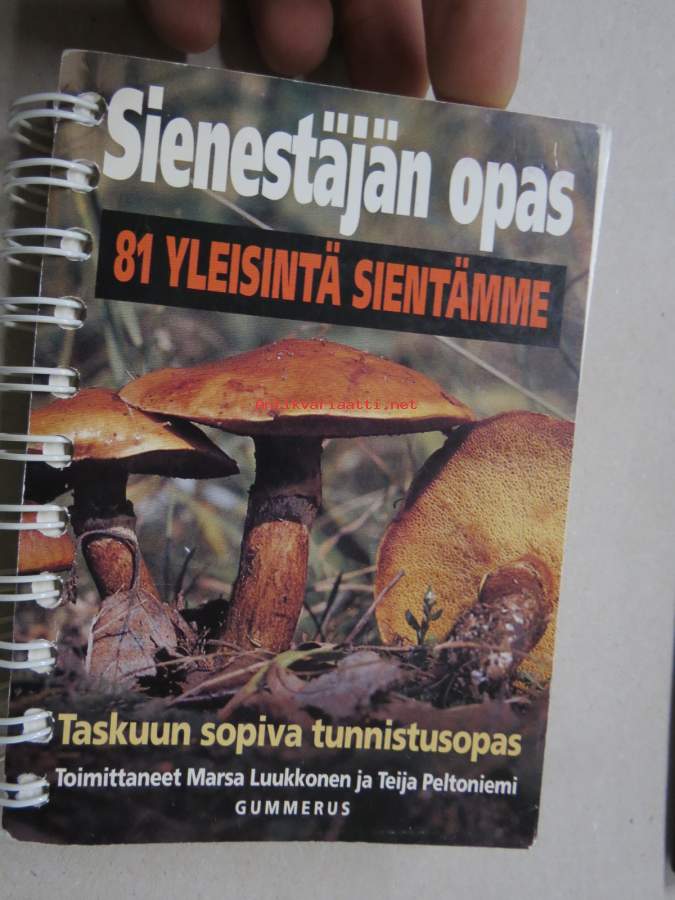 Sienestäjän opas
81 YLEISINTÄ SIENTÄMME
Antikvariaatti.net
Taskuun sopiva tunnistusopas
Toimittaneet Marsa Luukkonen ja Teija Peltoniemi
GUMMERUS